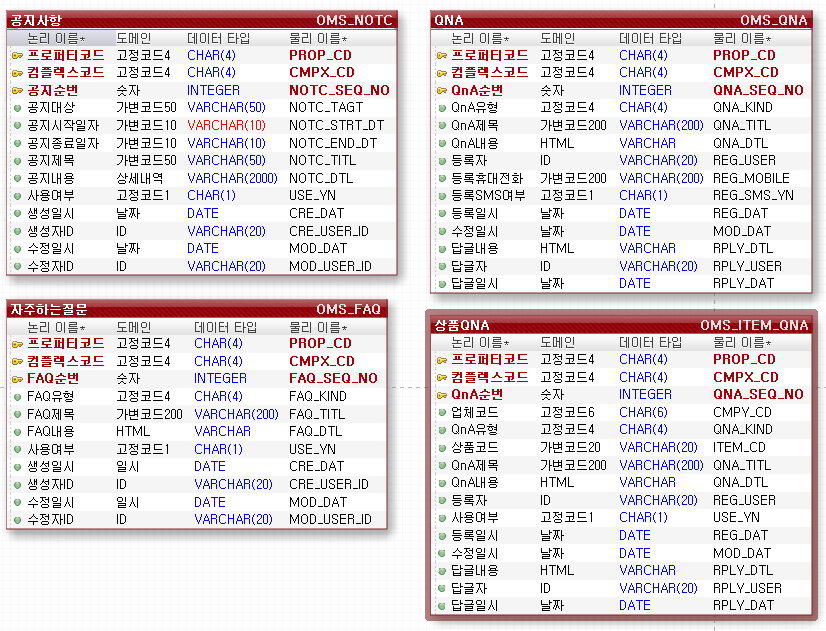 공지사항 OMS_NOTC
논리 이름* 도메인 데이터 타입 물리 이름*
프로퍼티코드 고정코드4 CHAR(4) PROP_CD
컴플렉스코드 고정코드4 CHAR(4) CMPX_CD
공지순번 숫자 INTEGER NOTC_SEQ_NO
공지대상 가변코드50 VARCHAR(50) NOTC_TAGT
공지시작일자 가변코드10 VARCHAR(10) NOTC_STRT_DT
공지종료일자 가변코드10 VARCHAR(10) NOTC_END_DT
공지제목 가변코드50 VARCHAR(50) NOTC_TITL
공지내용 상세내역 VARCHAR(2000) NOTC_DTL
사용여부 고정코드1 CHAR(1) USE_YN
생성일시 날짜 DATE CRE_DAT
생성자ID ID VARCHAR(20) CRE_USER_ID
수정일시 날짜 DATE MOD_DAT
수정자ID ID VARCHAR(20) MOD_USER_ID
QNA OMS_QNA
논리 이름* 도메인 데이터 타입 물리 이름*
프로퍼티코드 고정코드4 CHAR(4) PROP_CD
컴플렉스코드 고정코드4 CHAR(4) CMPX_CD
QnA순번 숫자 INTEGER QNA_SEQ_NO
QnA유형 고정코드4 CHAR(4) QNA_KIND
QnA제목 가변코드200 VARCHAR(200) QNA_TITL
QnA내용 HTML VARCHAR QNA_DTL
등록자 ID VARCHAR(20) REG_USER
등록휴대전화 가변코드200 VARCHAR(200) REG_MOBILE
등록SMS여부 고정코드1 CHAR(1) REG_SMS_YN
등록일시 날짜 DATE REG_DAT
수정일시 날짜 DATE MOD_DAT
답글내용 HTML VARCHAR RPLY_DTL
답글자 ID VARCHAR(20) RPLY_USER
답글일시 날짜 DATE RPLY_DAT
자주하는질문 OMS_FAQ
논리 이름* 도메인 데이터 타입 물리 이름*
프로퍼티코드 고정코드4 CHAR(4) PROP_CD
컴플렉스코드 고정코드4 CHAR(4) CMPX_CD
FAQ순번 숫자 INTEGER FAQ_SEQ_NO
FAQ유형 고정코드4 CHAR(4) FAQ_KIND
FAQ제목 가변코드200 VARCHAR(200) FAQ_TITL
FAQ내용 HTML VARCHAR FAQ_DTL
사용여부 고정코드1 CHAR(1) USE_YN
생성일시 일시 DATE CRE_DAT
생성자ID ID VARCHAR(20) CRE_USER_ID
수정일시 일시 DATE MOD_DAT
수정자ID ID VARCHAR(20) MOD_USER_ID
상품QNA OMS_ITEM_QNA
논리 이름* 도메인 데이터 타입 물리 이름*
프로퍼티코드 고정코드4 CHAR(4) PROP_CD
컴플렉스코드 고정코드4 CHAR(4) CMPX_CD
QnA순번 숫자 INTEGER QNA_SEQ_NO
업체코드 고정코드6 CHAR(6) CMPY_CD
QnA유형 고정코드4 CHAR(4) QNA_KIND
상품코드 가변코드20 VARCHAR(20) ITEM_CD
QnA제목 가변코드200 VARCHAR(200) QNA_TITL
QnA내용 HTML VARCHAR QNA_DTL
등록자 ID VARCHAR(20) REG_USER
사용여부 고정코드1 CHAR(1) USE_YN
등록일시 날짜 DATE REG_DAT
수정일시 날짜 DATE MOD_DAT
답글내용 HTML VARCHAR RPLY_DTL
답글자 ID VARCHAR(20) RPLY_USER
답글일시 날짜 DATE RPLY_DAT